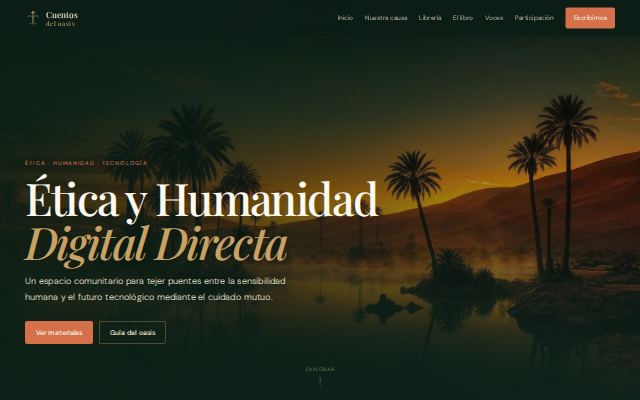 Cuentos
del oasis
Inicio
Nuestra causa
Librería
El libro
Voces
Participación
Escribirnos
ÉTICA · HUMANIDAD · TECNOLOGÍA
Ética y Humanidad
Digital Directa
Un espacio comunitario para tejer puentes entre la sensibilidad
humana y el futuro tecnológico mediante el cuidado mutuo.
Ver materiales
Guía del oasis
EXPLORAR